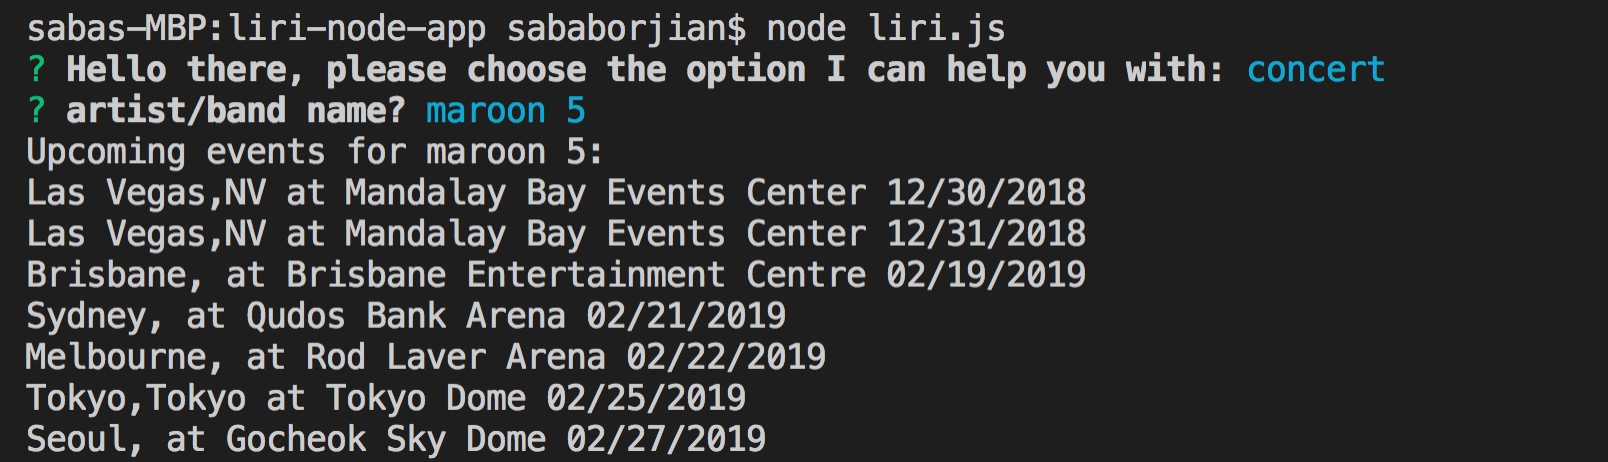 sabas-MBP:liri-node-app sababorjian$ node liri.js
? Hello there, please choose the option I can help you with: concert
? artist/band name? maroon 5
Upcoming events for maroon 5:
Las Vegas,NV at Mandalay Bay Events Center 12/30/2018
Las Vegas,NV at Mandalay Bay Events Center 12/31/2018
Brisbane, at Brisbane Entertainment Centre 02/19/2019
Sydney, at Qudos Bank Arena 02/21/2019
Melbourne, at Rod Laver Arena 02/22/2019
Tokyo,Tokyo at Tokyo Dome 02/25/2019
Seoul, at Gocheok Sky Dome 02/27/2019